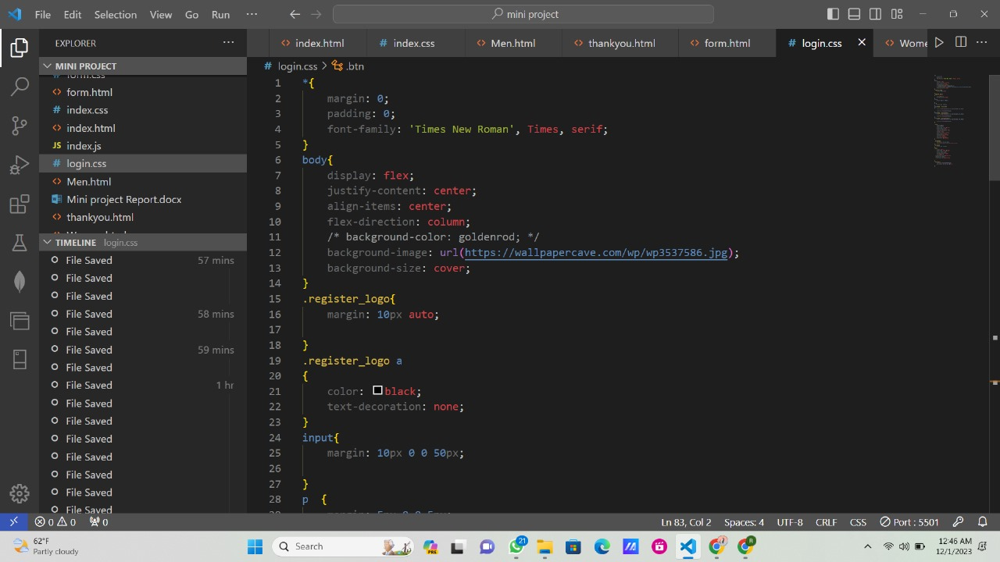 File Edit Selection View Go Run ··· mini project
EXPLORER ···
MINI PROJECT
form.css
form.html
index.css
index.html
JS index.js
# login.css
Men.html
Mini project Report.docx
thankyou.html
TIMELINE login.css
File Saved 57 mins
File Saved
File Saved
File Saved 58 mins
File Saved
File Saved 59 mins
File Saved
File Saved 1 hr
File Saved
File Saved
File Saved
File Saved
File Saved
File Saved
File Saved
index.html # index.css Men.html thankyou.html form.html # login.css Wome
# login.css > .btn
1 *{
2 margin: 0;
3 padding: 0;
4 font-family: 'Times New Roman', Times, serif;
5 }
6 body{
7 display: flex;
8 justify-content: center;
9 align-items: center;
10 flex-direction: column;
11 /* background-color: goldenrod; */
12 background-image: url(https://wallpapercave.com/wp/wp3537586.jpg);
13 background-size: cover;
14 }
15 .register_logo{
16 margin: 10px auto;
17
18 }
19 .register_logo a
20 {
21 color: black;
22 text-decoration: none;
23 }
24 input{
25 margin: 10px 0 0 50px;
26
27 }
28 p {
0 0 0 Ln 83, Col 2 Spaces: 4 UTF-8 CRLF CSS Port : 5501
62°F
Partly cloudy
Search
PRE
21
R
12:46 AM
12/1/2023